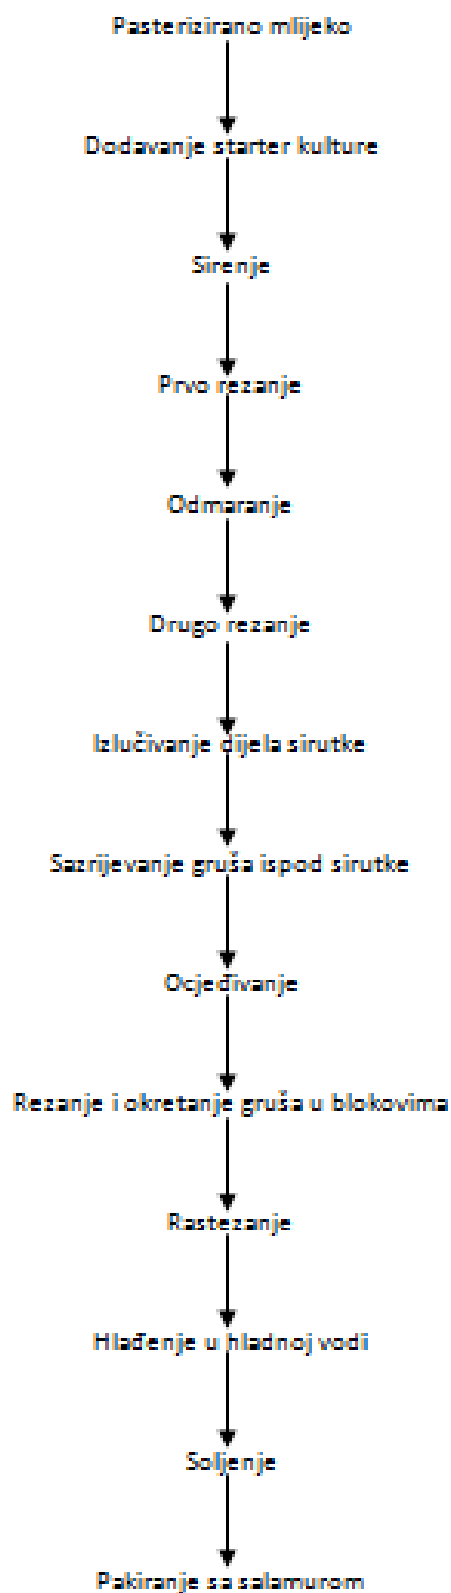 Pasterizirano mlijeko
Dodavanje starter kulture
Sirenje
Prvo rezanje
Odmaranje
Drugo rezanje
Izlučivanje dijela sirutke
Sazrijevanje gruša ispod sirutke
Ocjeđivanje
Rezanje i okretanje gruša u blokovima
Rastezanje
Hlađenje u hladnoj vodi
Soljenje
Pakiranje sa salamurom